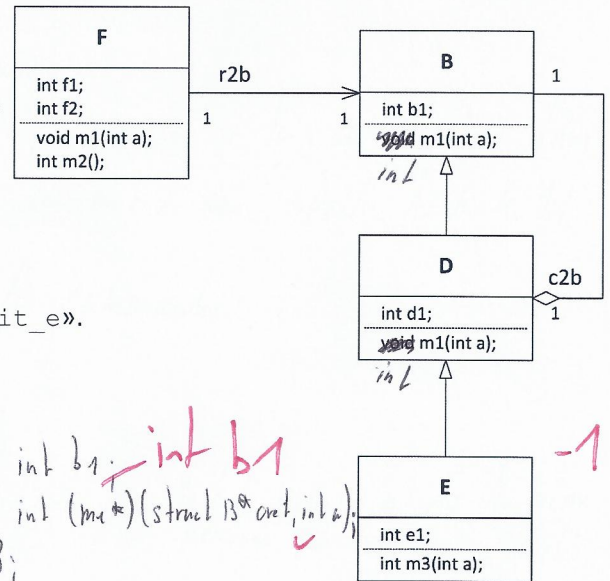 F
int f1;
int f2;
void m1(int a);
int m2();
r2b
1
1
B
int b1;
void m1(int a);
int
1
D
int d1;
void m1(int a);
int
c2b
1
it_e».
int b1;
int b1
-1
int (m1*)(struct B* cret, int a);
};
E
int e1;
int m3(int a);